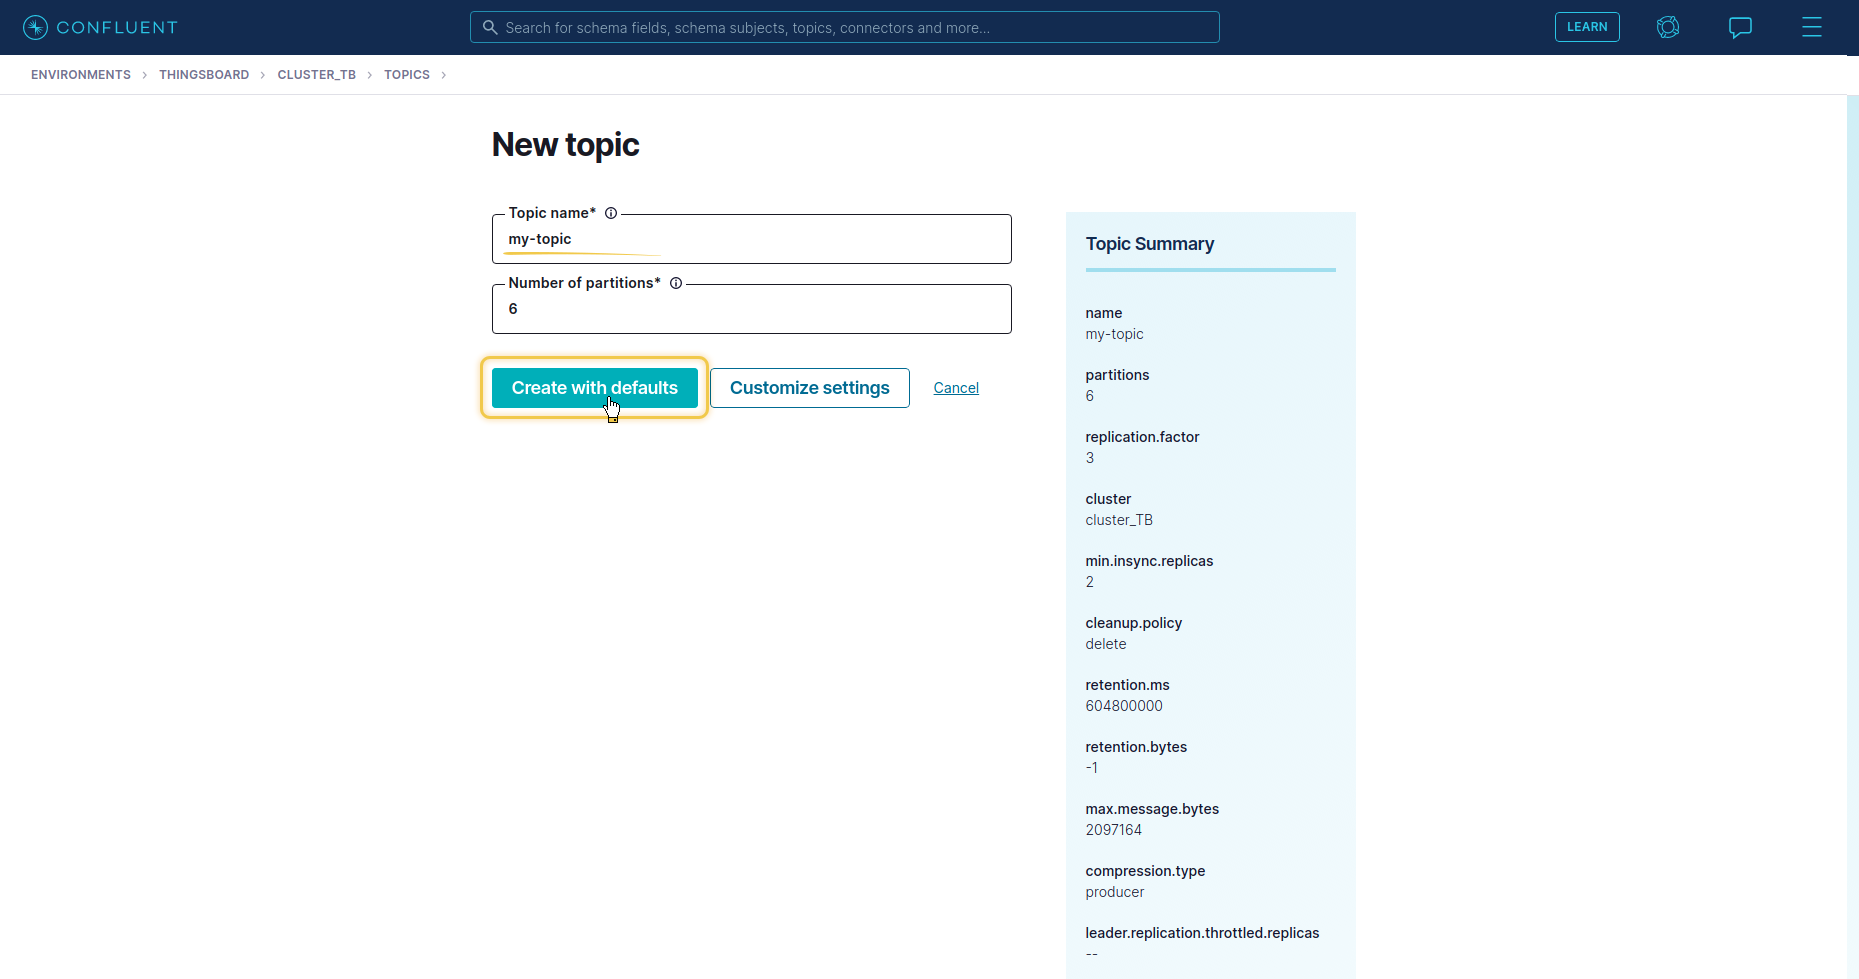 CONFLUENT
Search for schema fields, schema subjects, topics, connectors and more...
LEARN
ENVIRONMENTS > THINGSBOARD > CLUSTER_TB > TOPICS >
New topic
Topic name*
my-topic
Number of partitions*
6
Create with defaults
Customize settings
Cancel
Topic Summary
name
my-topic
partitions
6
replication.factor
3
cluster
cluster_TB
min.insync.replicas
2
cleanup.policy
delete
retention.ms
604800000
retention.bytes
-1
max.message.bytes
2097164
compression.type
producer
leader.replication.throttled.replicas
--